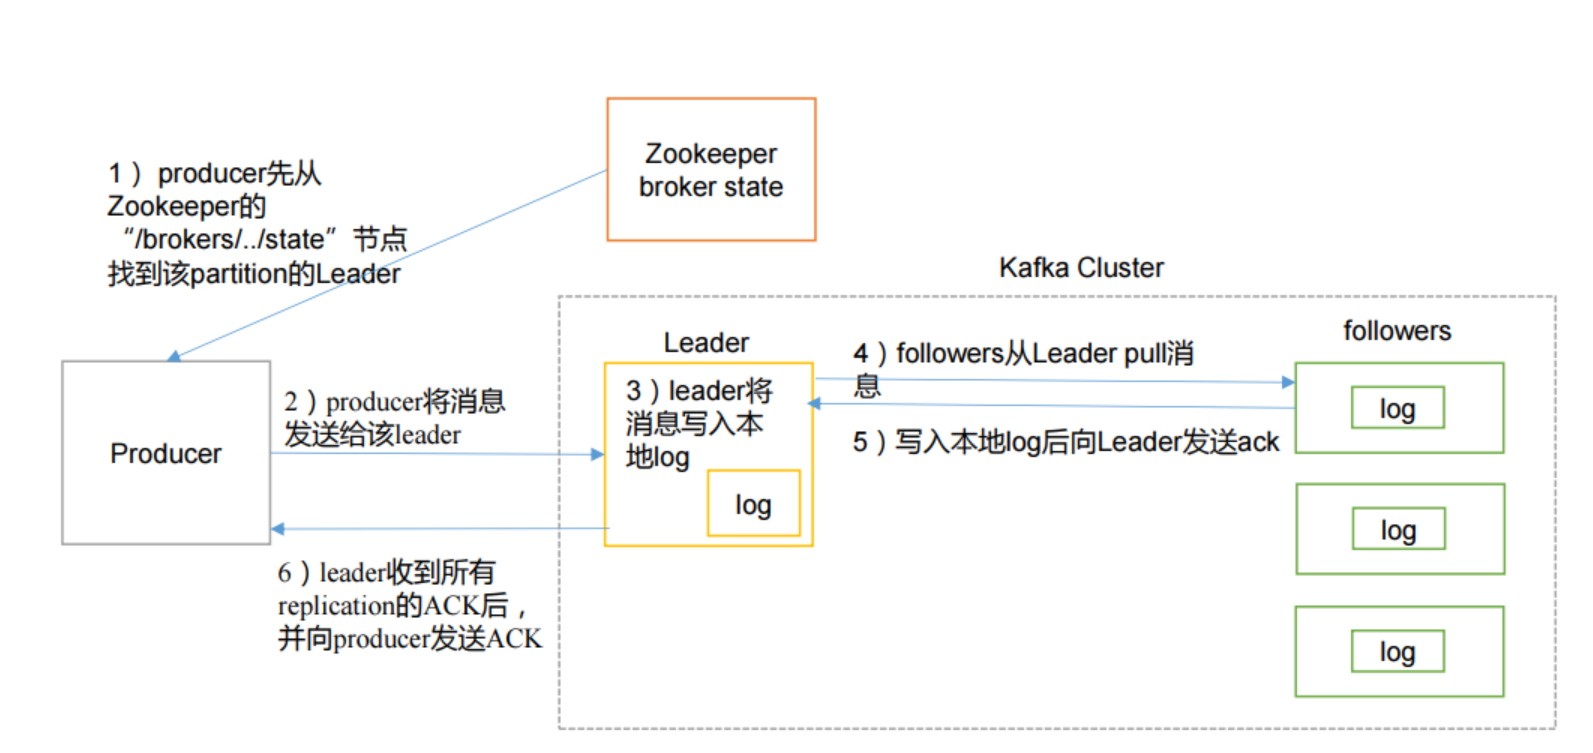 Zookeeper
broker state
1）producer先从
Zookeeper的
“/brokers/../state”节点
找到该partition的Leader
Kafka Cluster
Leader
followers
Producer
2）producer将消息
发送给该leader
3）leader将
消息写入本
地log
log
4）followers从Leader pull消
息
5）写入本地log后向Leader发送ack
log
log
log
6）leader收到所有
replication的ACK后，
并向producer发送ACK